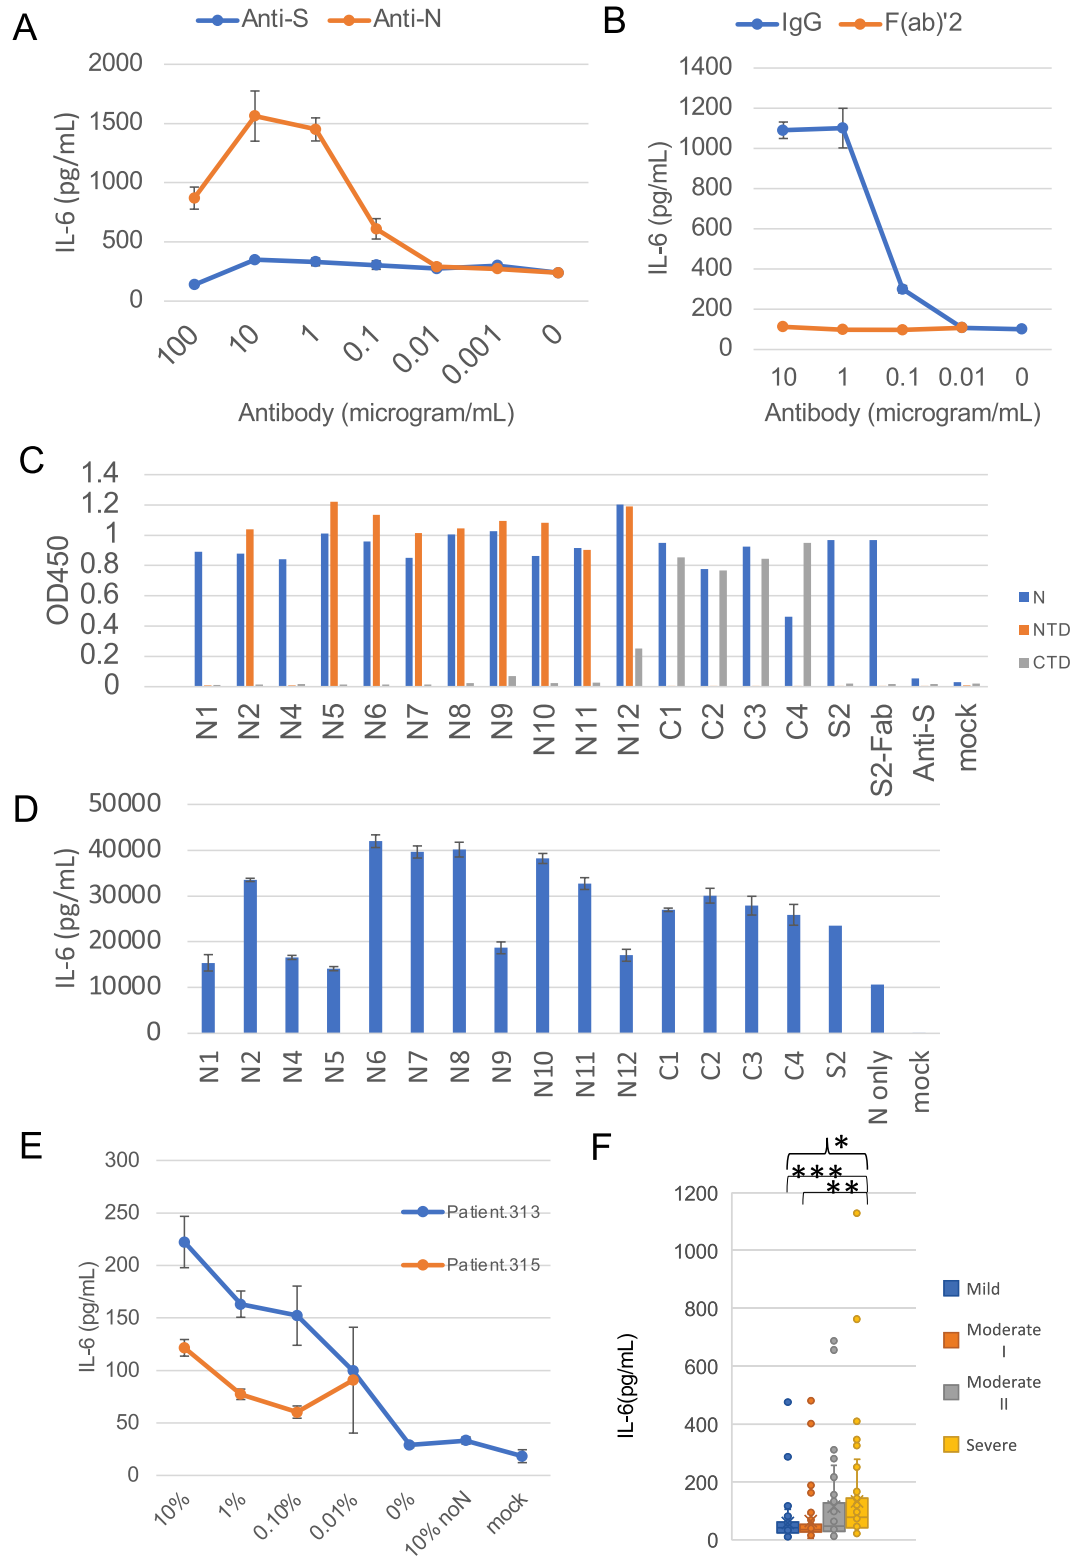 A
Anti-S Anti-N
2000
1500
1000
500
0
IL-6 (pg/mL)
100 10 1 0.1 0.01 0.001 0
Antibody (microgram/mL)
B
IgG F(ab)'2
1400
1200
1000
800
600
400
200
0
IL-6 (pg/mL)
10 1 0.1 0.01 0
Antibody (microgram/mL)
C
1.4
1.2
1
0.8
0.6
0.4
0.2
0
OD450
N1 N2 N4 N5 N6 N7 N8 N9 N10 N11 N12 C1 C2 C3 C4 S2 S2-Fab Anti-S mock
N
NTD
CTD
D
50000
40000
30000
20000
10000
0
IL-6 (pg/mL)
N1 N2 N4 N5 N6 N7 N8 N9 N10 N11 N12 C1 C2 C3 C4 S2 N only mock
E
300
250
200
150
100
50
0
IL-6 (pg/mL)
Patient.313
Patient.315
10% 1% 0.10% 0.01% 0% 10% noN mock
F
*
***
**
1200
1000
800
600
400
200
0
IL-6(pg/mL)
Mild
Moderate
I
Moderate
II
Severe